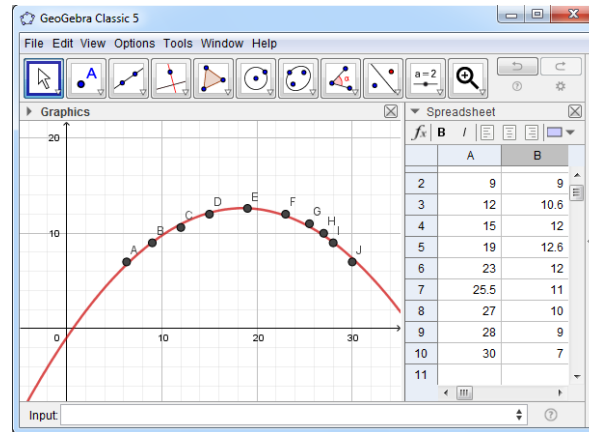 GeoGebra Classic 5
File Edit View Options Tools Window Help
A
α
a=2
Graphics
Spreadsheet
fx B I
A B
2 9 9
3 12 10.6
4 15 12
5 19 12.6
6 23 12
7 25.5 11
8 27 10
9 28 9
10 30 7
11
20
10
0 10 20 30
A B C D E F G H I J
Input: